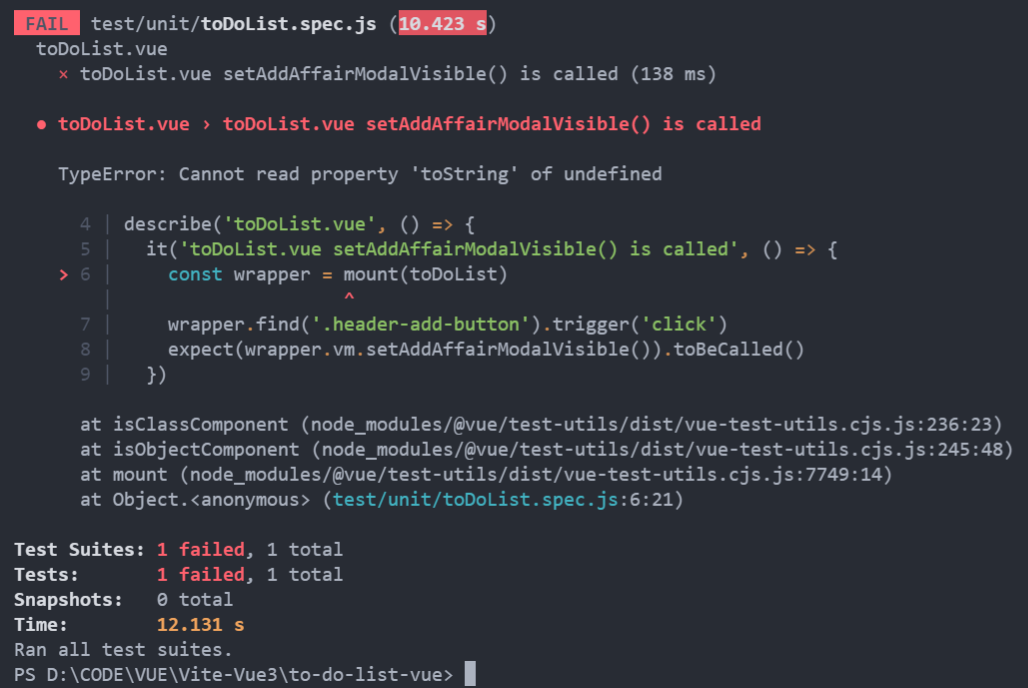 FAIL test/unit/toDoList.spec.js (10.423 s)
toDoList.vue
× toDoList.vue setAddAffairModalVisible() is called (138 ms)
● toDoList.vue › toDoList.vue setAddAffairModalVisible() is called
TypeError: Cannot read property 'toString' of undefined
4 | describe('toDoList.vue', () => {
5 | it('toDoList.vue setAddAffairModalVisible() is called', () => {
> 6 | const wrapper = mount(toDoList)
| ^
7 | wrapper.find('.header-add-button').trigger('click')
8 | expect(wrapper.vm.setAddAffairModalVisible()).toBeCalled()
9 | })
at isClassComponent (node_modules/@vue/test-utils/dist/vue-test-utils.cjs.js:236:23)
at isObjectComponent (node_modules/@vue/test-utils/dist/vue-test-utils.cjs.js:245:48)
at mount (node_modules/@vue/test-utils/dist/vue-test-utils.cjs.js:7749:14)
at Object.<anonymous> (test/unit/toDoList.spec.js:6:21)
Test Suites: 1 failed, 1 total
Tests: 1 failed, 1 total
Snapshots: 0 total
Time: 12.131 s
Ran all test suites.
PS D:\CODE\VUE\Vite-Vue3\to-do-list-vue>